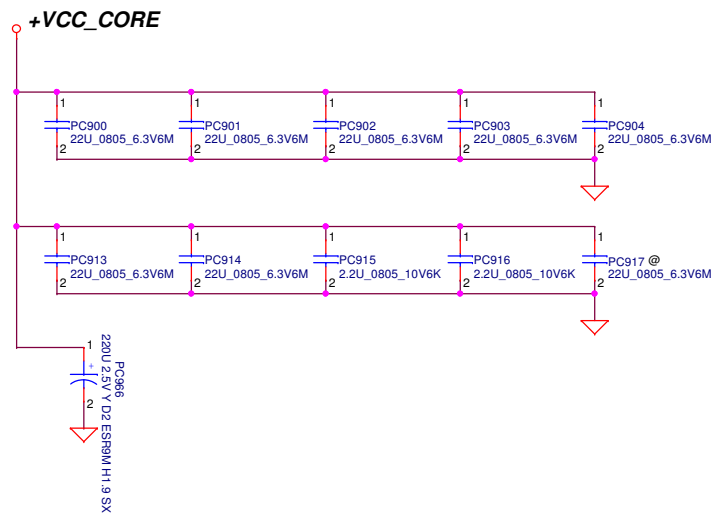 +VCC_CORE
1 1 1 1 1
PC900 PC901 PC902 PC903 PC904
22U_0805_6.3V6M 22U_0805_6.3V6M 22U_0805_6.3V6M 22U_0805_6.3V6M 22U_0805_6.3V6M
2 2 2 2 2
1 1 1 1 1
PC913 PC914 PC915 PC916 PC917 @
22U_0805_6.3V6M 22U_0805_6.3V6M 2.2U_0805_10V6K 2.2U_0805_10V6K 22U_0805_6.3V6M
2 2 2 2 2
1
+
2
PC966
220U 2.5V Y D2 ESR9M H1.9 SX